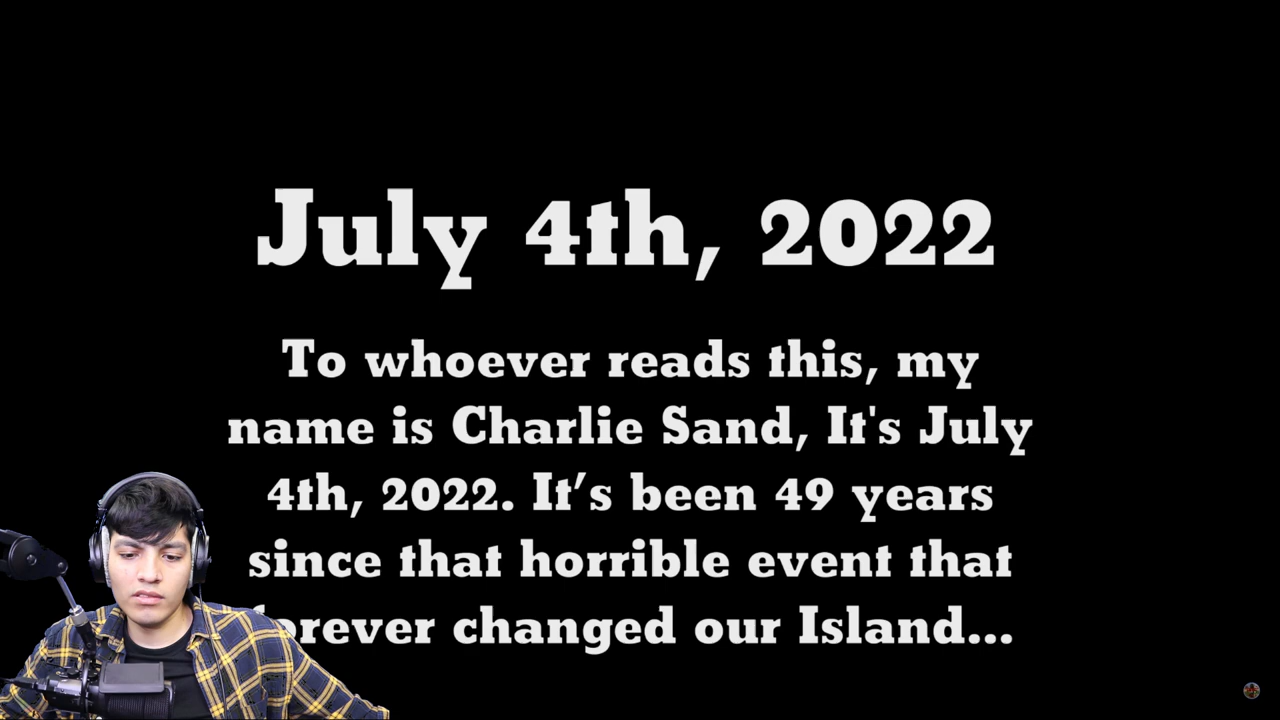 July 4th, 2022
To whoever reads this, my
name is Charlie Sand, It's July
4th, 2022. It’s been 49 years
since that horrible event that
forever changed our Island...